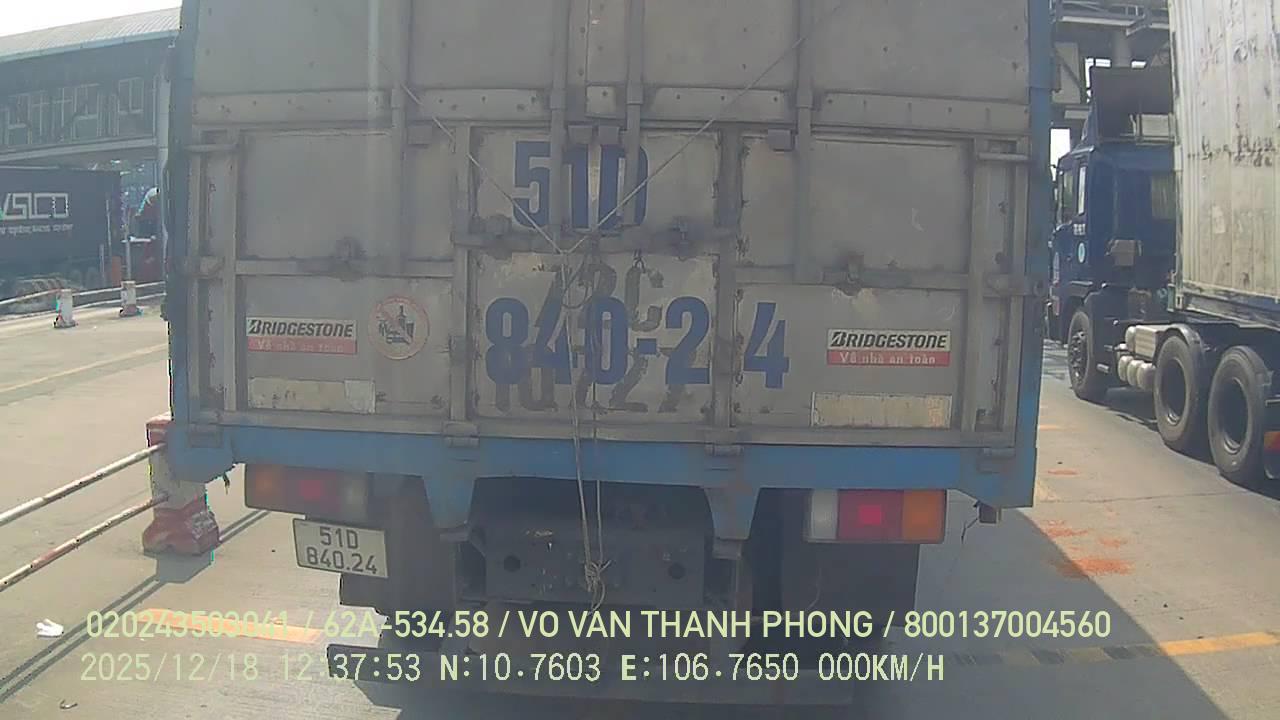 VSICO
51D
840-24
BRIDGESTONE
Về nhà an toàn
BRIDGESTONE
Về nhà an toàn
51D
840.24
020243503041 / 62A-534.58 / VO VAN THANH PHONG / 800137004560
2025/12/18 12:37:53 N:10.7603 E:106.7650 000KM/H